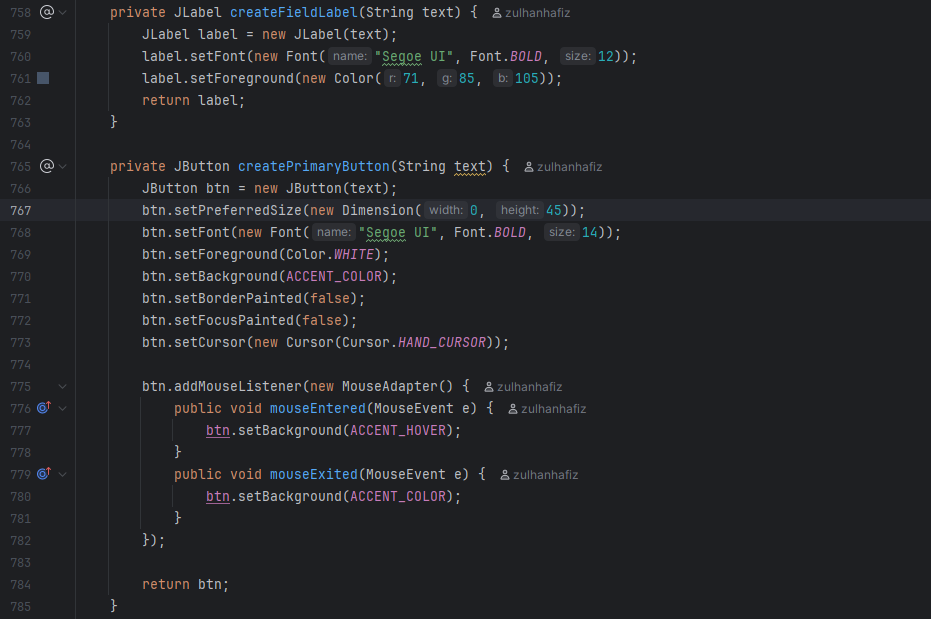 758 @ private JLabel createFieldLabel(String text) { zulhanhafiz
759 JLabel label = new JLabel(text);
760 label.setFont(new Font( name: "Segoe UI", Font.BOLD, size: 12));
761 label.setForeground(new Color( r: 71, g: 85, b: 105));
762 return label;
763 }
764
765 @ private JButton createPrimaryButton(String text) { zulhanhafiz
766 JButton btn = new JButton(text);
767 btn.setPreferredSize(new Dimension( width: 0, height: 45));
768 btn.setFont(new Font( name: "Segoe UI", Font.BOLD, size: 14));
769 btn.setForeground(Color.WHITE);
770 btn.setBackground(ACCENT_COLOR);
771 btn.setBorderPainted(false);
772 btn.setFocusPainted(false);
773 btn.setCursor(new Cursor(Cursor.HAND_CURSOR));
774
775 btn.addMouseListener(new MouseAdapter() { zulhanhafiz
776 public void mouseEntered(MouseEvent e) { zulhanhafiz
777 btn.setBackground(ACCENT_HOVER);
778 }
779 public void mouseExited(MouseEvent e) { zulhanhafiz
780 btn.setBackground(ACCENT_COLOR);
781 }
782 });
783
784 return btn;
785 }